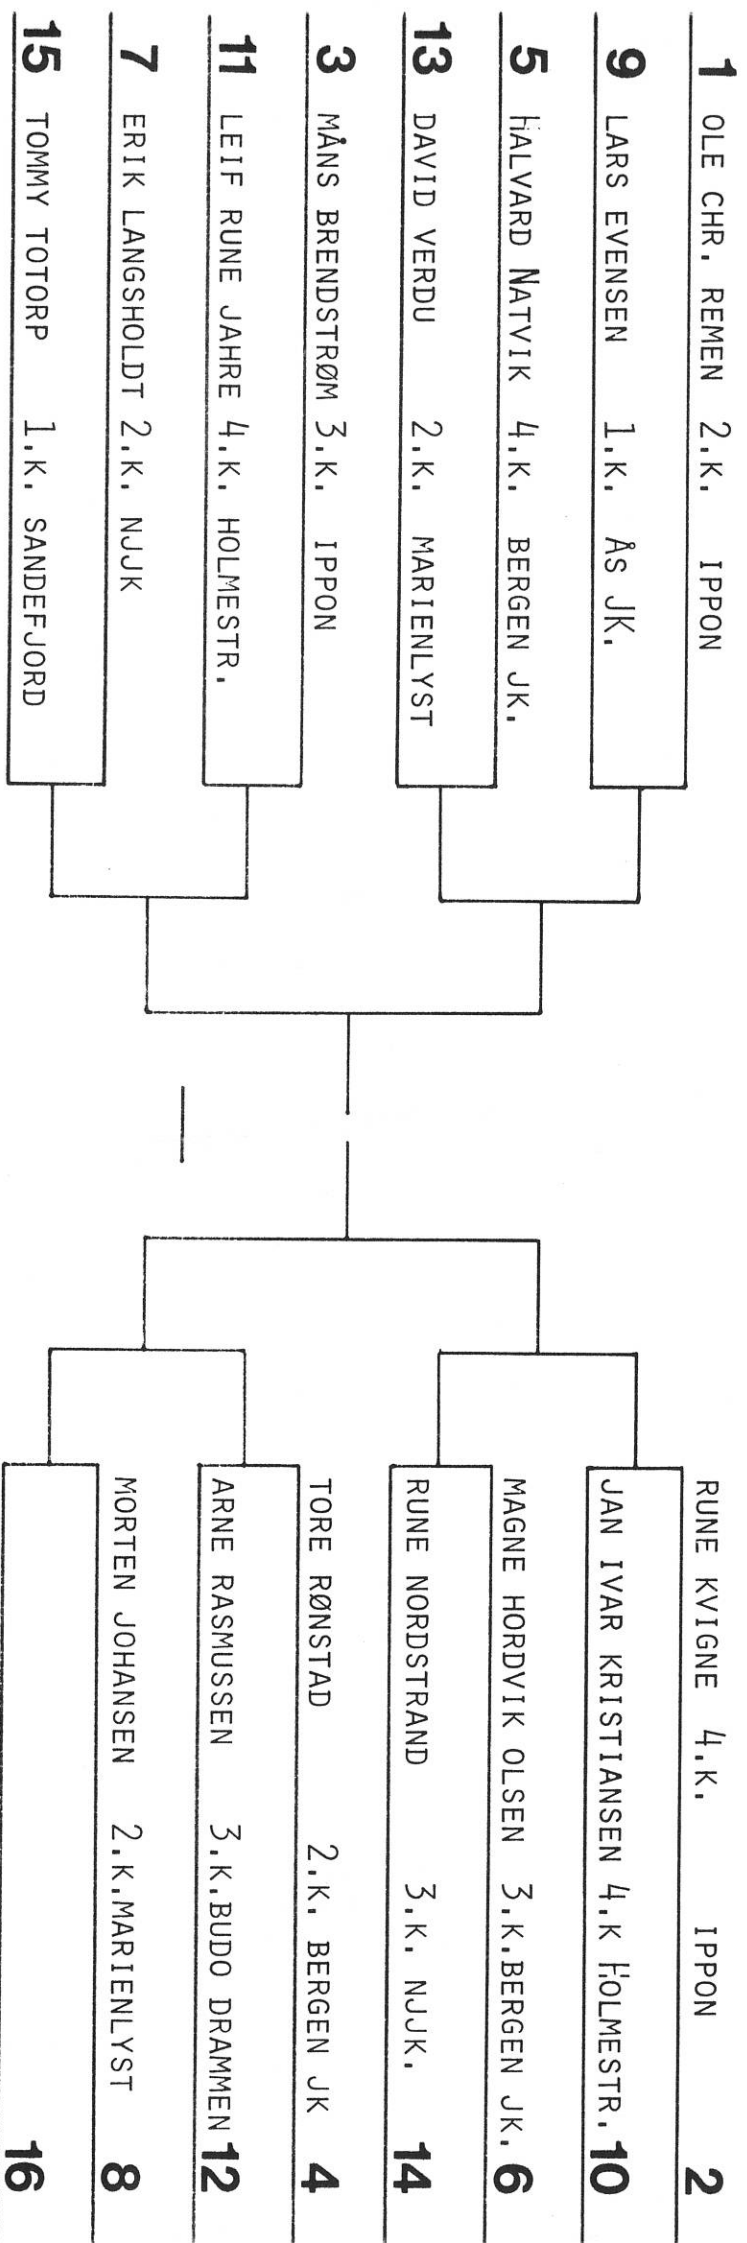 1 OLE CHR. REMEN 2.K. IPPON
9 LARS EVENSEN 1.K. ÅS JK.
5 HALVARD NATVIK 4.K. BERGEN JK.
13 DAVID VERDU 2.K. MARIENLYST
3 MÅNS BRENDSTRØM 3.K. IPPON
11 LEIF RUNE JAHRE 4.K. HOLMESTR.
7 ERIK LANGSHOLDT 2.K. NJJK
15 TOMMY TOTORP 1.K. SANDEFJORD
RUNE KVIGNE 4.K. IPPON 2
JAN IVAR KRISTIANSEN 4.K HOLMESTR. 10
MAGNE HORDVIK OLSEN 3.K.BERGEN JK. 6
RUNE NORDSTRAND 3.K. NJJK. 14
TORE RØNSTAD 2.K. BERGEN JK 4
ARNE RASMUSSEN 3.K.BUDO DRAMMEN 12
MORTEN JOHANSEN 2.K.MARIENLYST 8
16